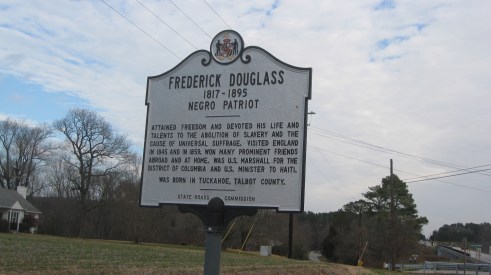 FREDERICK DOUGLASS
1817-1895
NEGRO PATRIOT
ATTAINED FREEDOM AND DEVOTED HIS LIFE AND
TALENTS TO THE ABOLITION OF SLAVERY AND THE
CAUSE OF UNIVERSAL SUFFRAGE. VISITED ENGLAND
IN 1845 AND 1859. WON MANY PROMINENT FRIENDS
ABROAD AND AT HOME. WAS U.S. MARSHALL FOR THE
DISTRICT OF COLUMBIA AND U.S. MINISTER TO HAITI.
WAS BORN IN TUCKAHOE, TALBOT COUNTY.
STATE ROADS COMMISSION